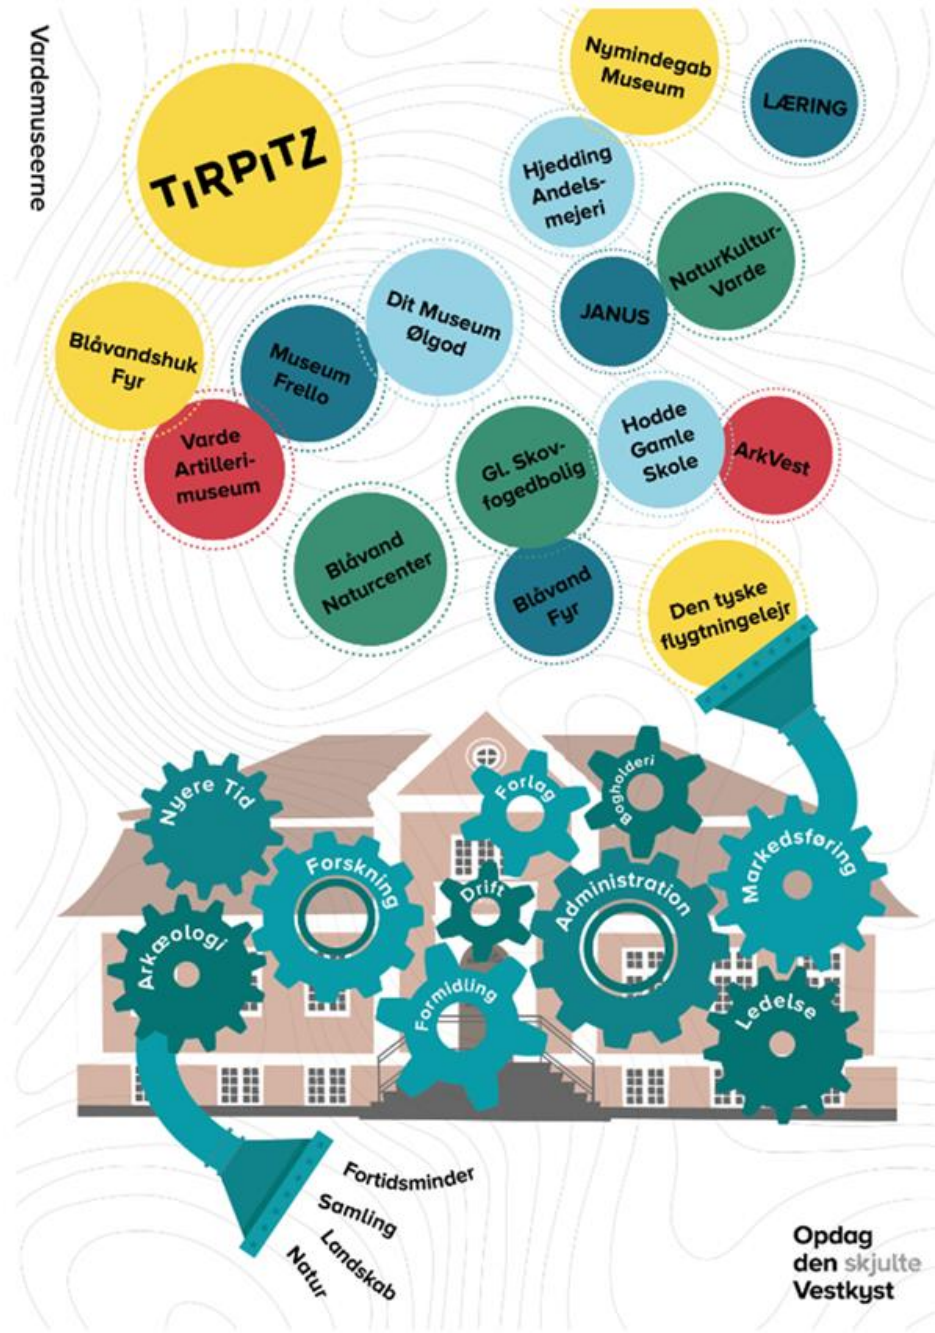 Vardemuseerne
TIRPITZ
Nymindegab
Museum
LÆRING
Hjedding
Andels-
mejeri
NaturKultur-
Varde
Dit Museum
Ølgod
JANUS
Blåvandshuk
Fyr
Museum
Frello
Varde
Artilleri-
museum
Gl. Skov-
fogedbolig
Hodde
Gamle
Skole
ArkVest
Blåvand
Naturcenter
Blåvand
Fyr
Den tyske
flygtningelejr
Nyere Tid
Forskning
Forlag
Bogholderi
Drift
Administration
Markedsføring
Arkæologi
Formidling
Ledelse
Fortidsminder
Samling
Landskab
Natur
Opdag
den skjulte
Vestkyst